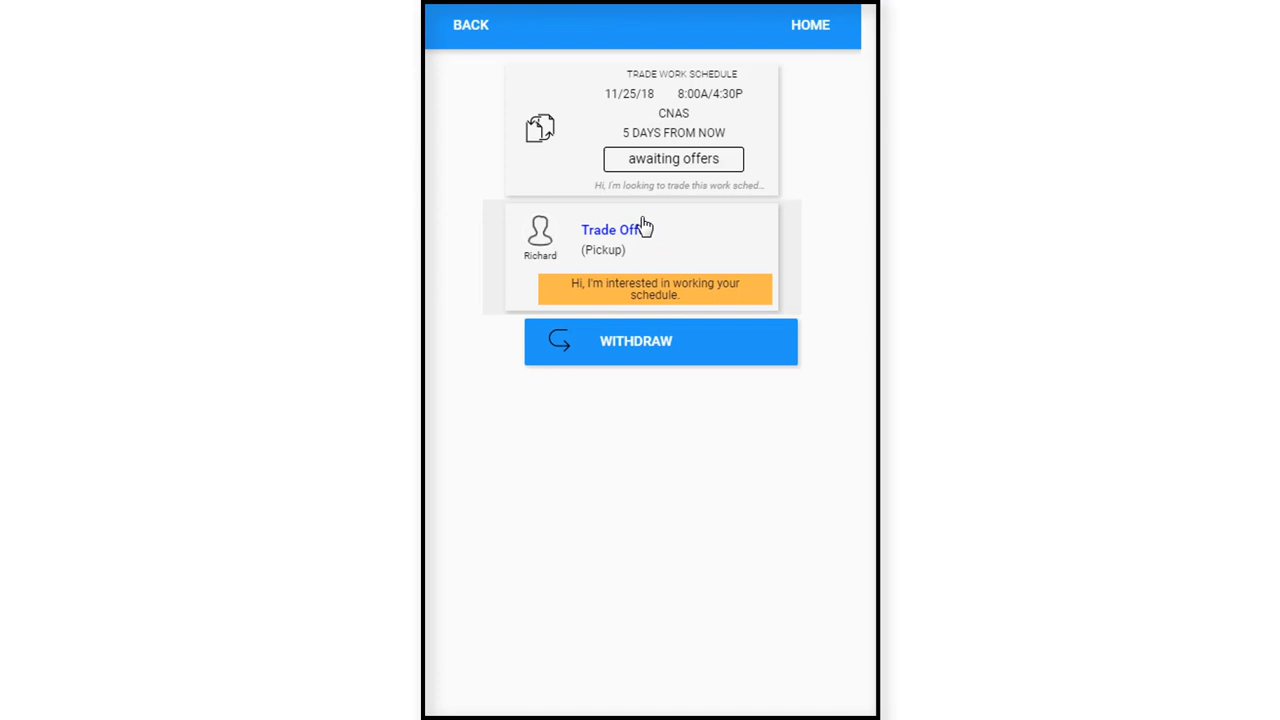 BACK HOME
TRADE WORK SCHEDULE
11/25/18 8:00A/4:30P
CNAS
5 DAYS FROM NOW
awaiting offers
Hi, I'm looking to trade this work sched...
Trade Off
(Pickup)
Richard
Hi, I'm interested in working your
schedule.
WITHDRAW